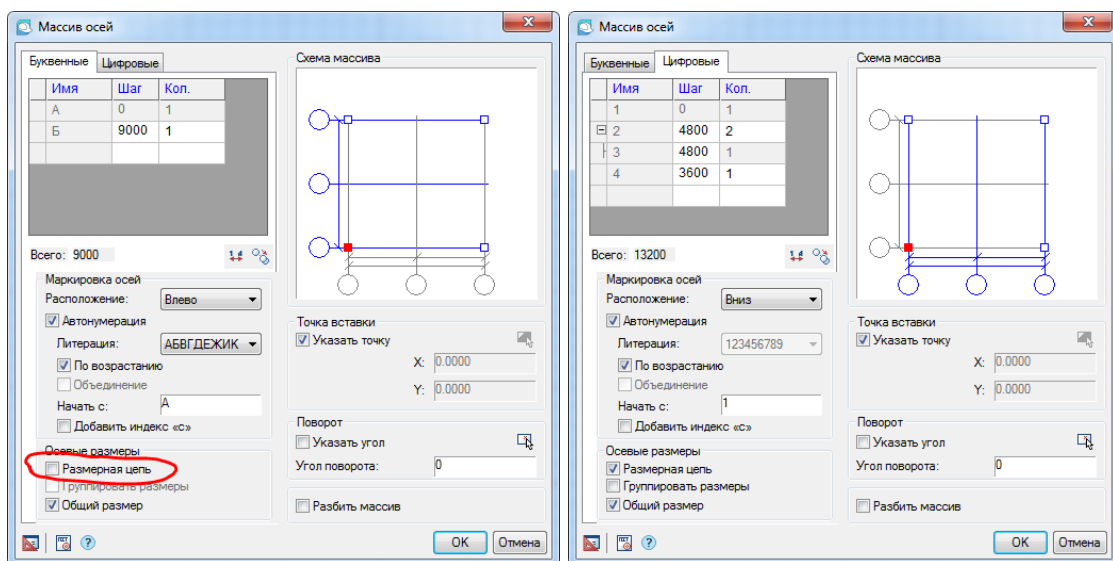 Массив осей
Буквенные Цифровые
Имя Шаг Кол.
А 0 1
Б 9000 1
Всего: 9000
Маркировка осей
Расположение: Влево
Автонумерация
Литерация: АБВГДЕЖИК
По возрастанию
Объединение
Начать с: А
Добавить индекс «с»
Осевые размеры
Размерная цепь
Группировать размеры
Общий размер
Схема массива
Точка вставки
Указать точку
X: 0.0000
Y: 0.0000
Поворот
Указать угол
Угол поворота: 0
Разбить массив
OK Отмена
Массив осей
Буквенные Цифровые
Имя Шаг Кол.
1 0 1
2 4800 2
3 4800 1
4 3600 1
Всего: 13200
Маркировка осей
Расположение: Вниз
Автонумерация
Литерация: 123456789
По возрастанию
Объединение
Начать с: 1
Добавить индекс «с»
Осевые размеры
Размерная цепь
Группировать размеры
Общий размер
Схема массива
Точка вставки
Указать точку
X: 0.0000
Y: 0.0000
Поворот
Указать угол
Угол поворота: 0
Разбить массив
OK Отмена